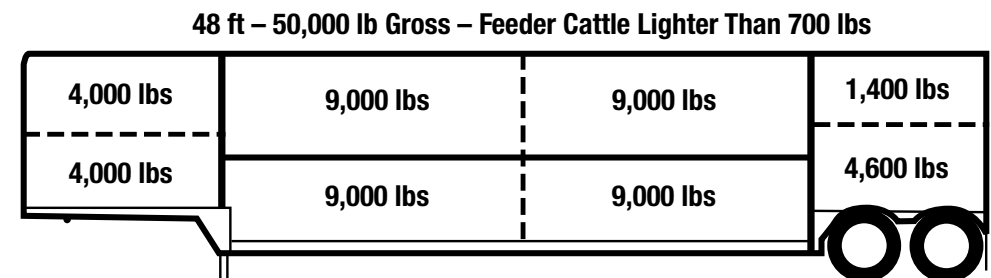 48 ft – 50,000 lb Gross – Feeder Cattle Lighter Than 700 lbs
4,000 lbs
9,000 lbs
9,000 lbs
1,400 lbs
4,000 lbs
9,000 lbs
9,000 lbs
4,600 lbs